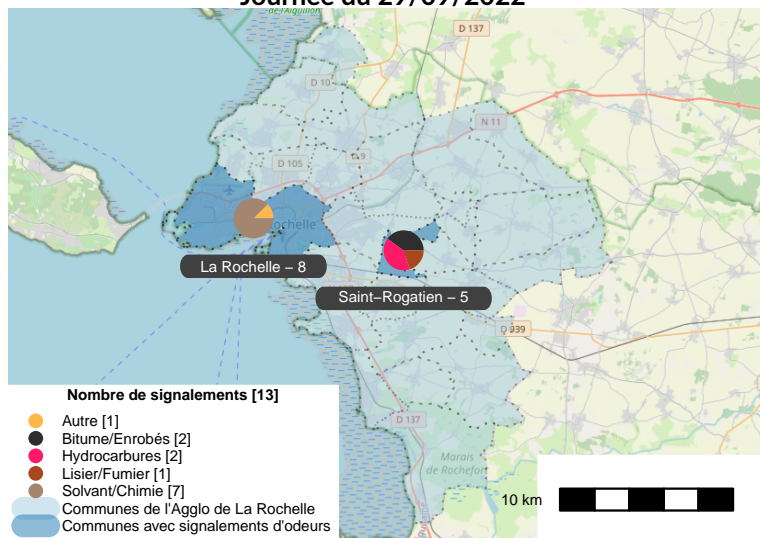 Journée du 29/09/2022
de l'Aiguillon
D 137
D 10
N 11
D 105
La Rochelle – 8
Saint–Rogatien – 5
D 939
D 137
Marais
de Rochefort
Nombre de signalements [13]
Autre [1]
Bitume/Enrobés [2]
Hydrocarbures [2]
Lisier/Fumier [1]
Solvant/Chimie [7]
Communes de l'Agglo de La Rochelle
Communes avec signalements d'odeurs
10 km